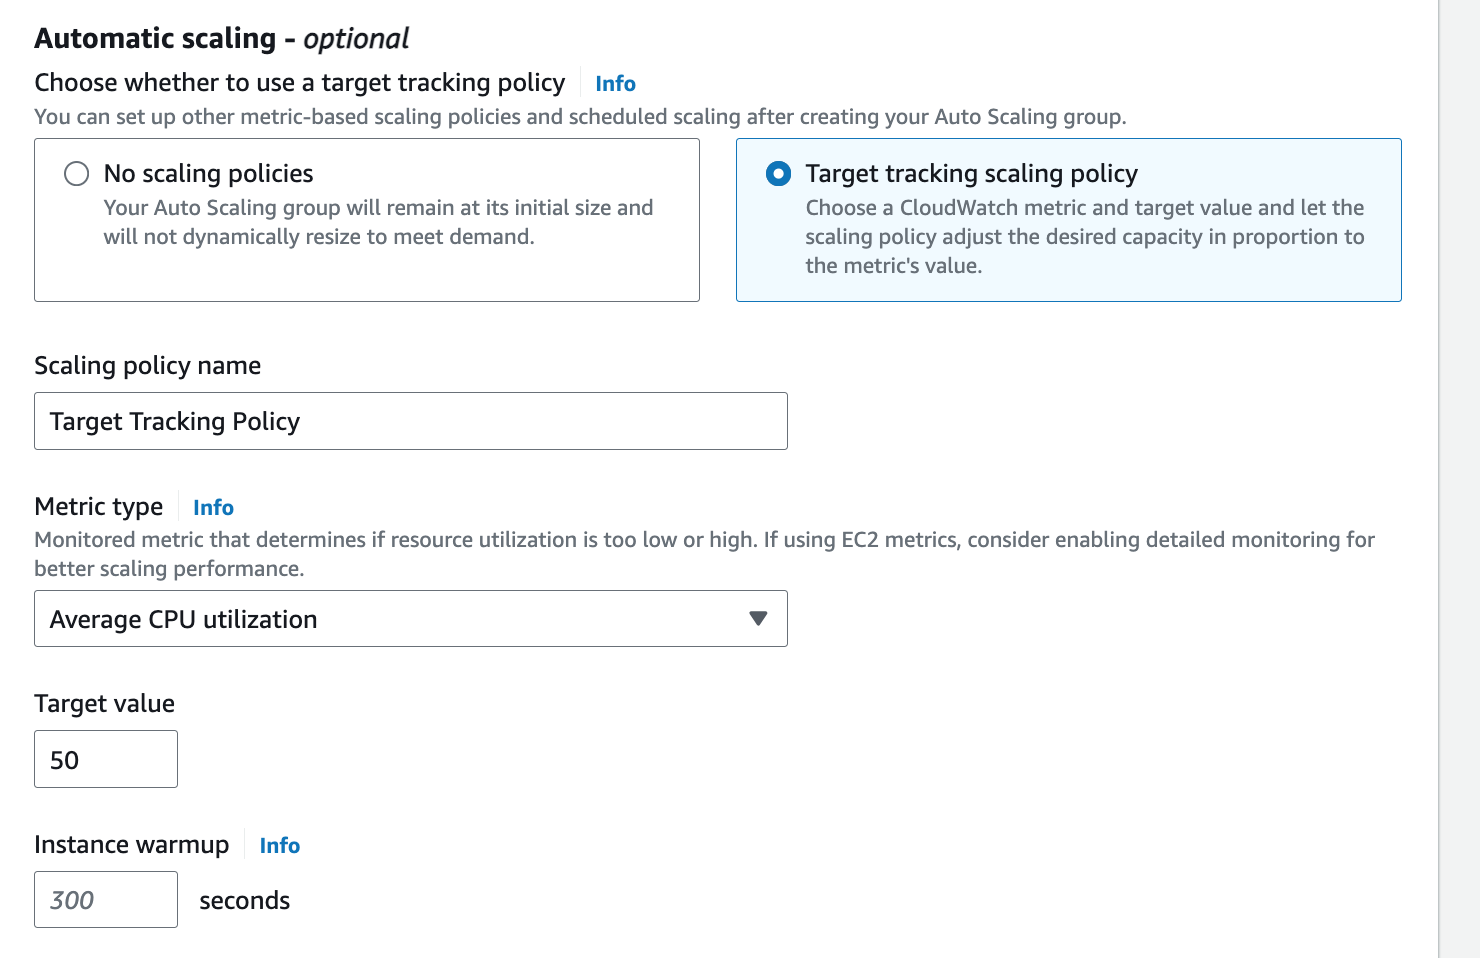 Automatic scaling - optional
Choose whether to use a target tracking policy Info
You can set up other metric-based scaling policies and scheduled scaling after creating your Auto Scaling group.
No scaling policies
Your Auto Scaling group will remain at its initial size and
will not dynamically resize to meet demand.
Target tracking scaling policy
Choose a CloudWatch metric and target value and let the
scaling policy adjust the desired capacity in proportion to
the metric's value.
Scaling policy name
Target Tracking Policy
Metric type Info
Monitored metric that determines if resource utilization is too low or high. If using EC2 metrics, consider enabling detailed monitoring for
better scaling performance.
Average CPU utilization
Target value
50
Instance warmup Info
300 seconds